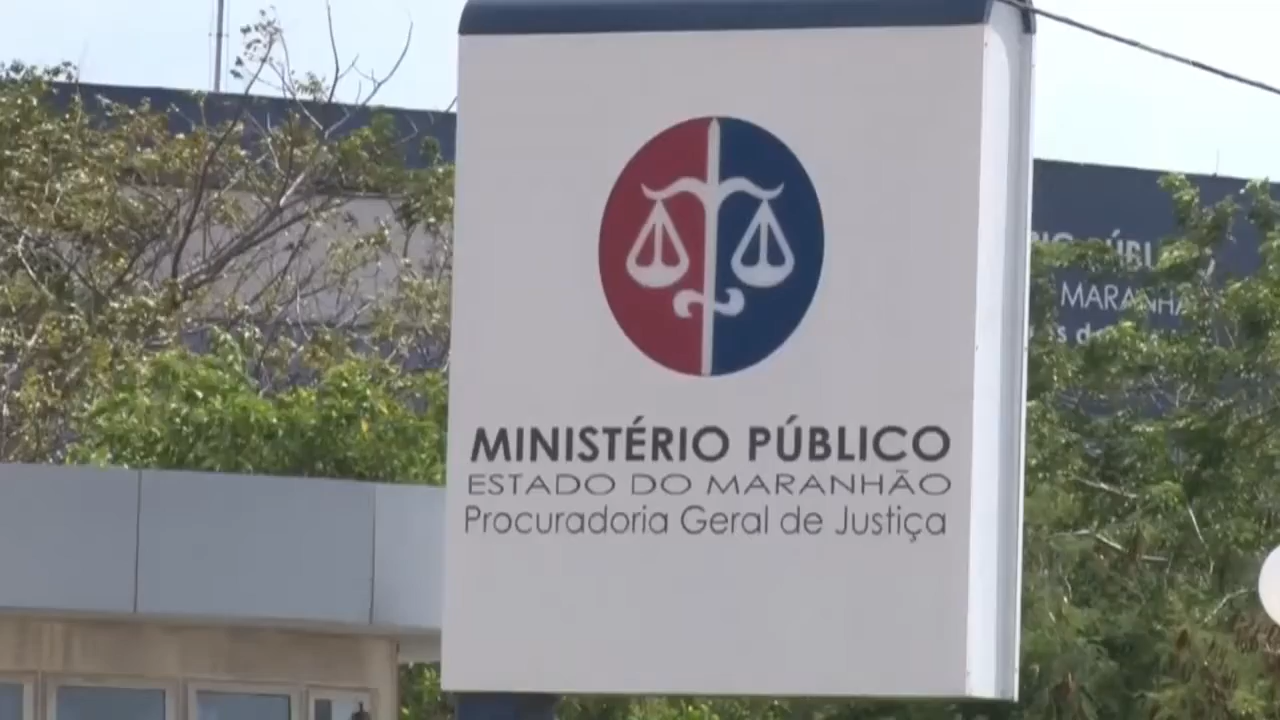 MINISTÉRIO PÚBLICO
ESTADO DO MARANHÃO
Procuradoria Geral de Justiça